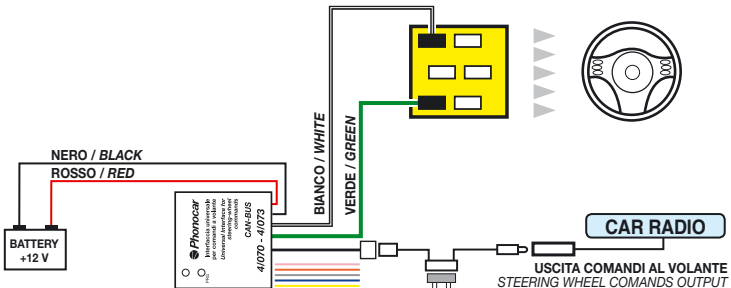 BIANCO / WHITE
VERDE / GREEN
NERO / BLACK
ROSSO / RED
BATTERY
+12 V
Phonocar
Interfaccia universale
per comandi a volante
Universal interface for
steering-wheel
commands
CAN-BUS
4/070 - 4/073
PRG
CAR RADIO
USCITA COMANDI AL VOLANTE
STEERING WHEEL COMANDS OUTPUT